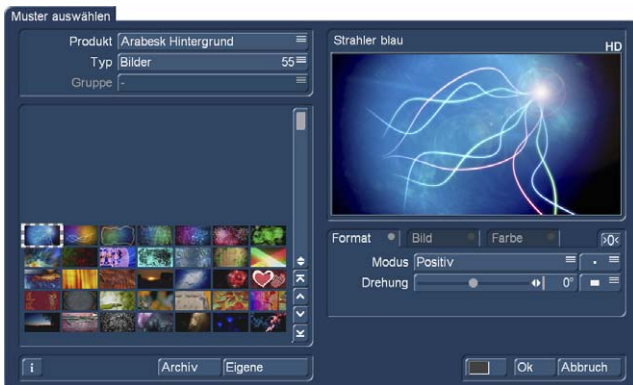 Muster auswählen
Produkt Arabesk Hintergrund
Typ Bilder 55
Gruppe -
Strahler blau
HD
Format Bild Farbe >0<
Modus Positiv
Drehung 0°
i Archiv Eigene
Ok Abbruch